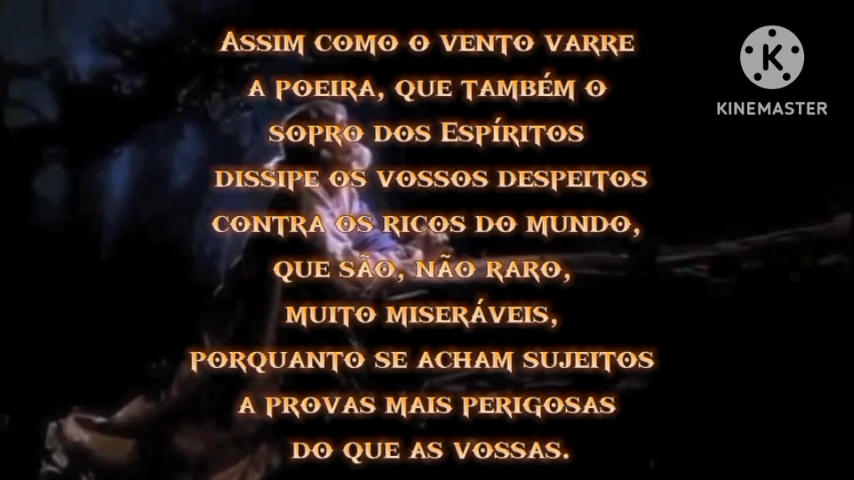 Assim como o vento varre
a poeira, que também o
sopro dos Espíritos
dissipe os vossos despeitos
contra os ricos do mundo,
que são, não raro,
muito miseráveis,
porquanto se acham sujeitos
a provas mais perigosas
do que as vossas.
K
KINEMASTER